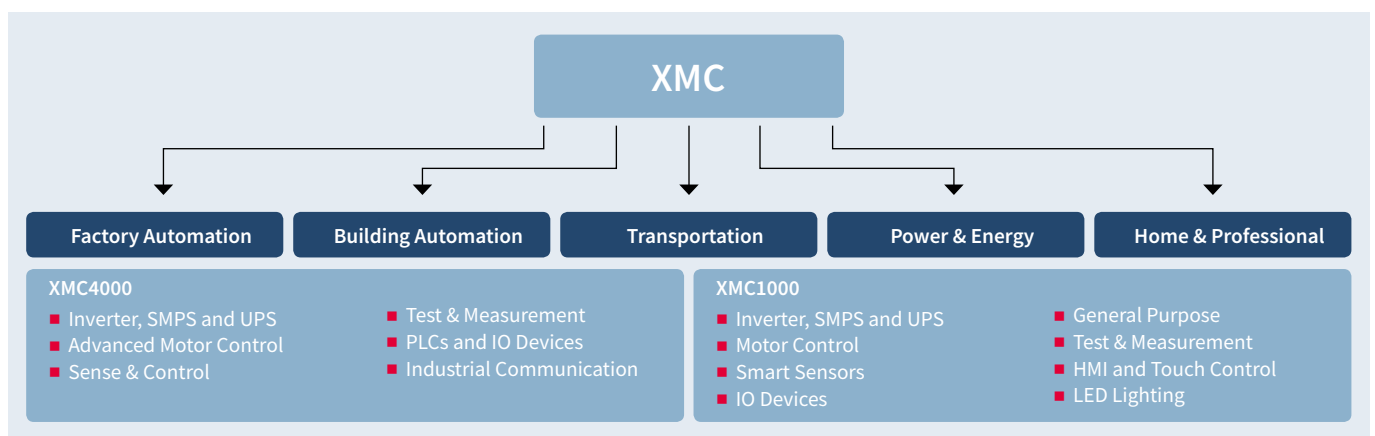 XMC
Factory Automation
Building Automation
Transportation
Power & Energy
Home & Professional
XMC4000
Inverter, SMPS and UPS
Advanced Motor Control
Sense & Control
Test & Measurement
PLCs and IO Devices
Industrial Communication
XMC1000
Inverter, SMPS and UPS
Motor Control
Smart Sensors
IO Devices
General Purpose
Test & Measurement
HMI and Touch Control
LED Lighting